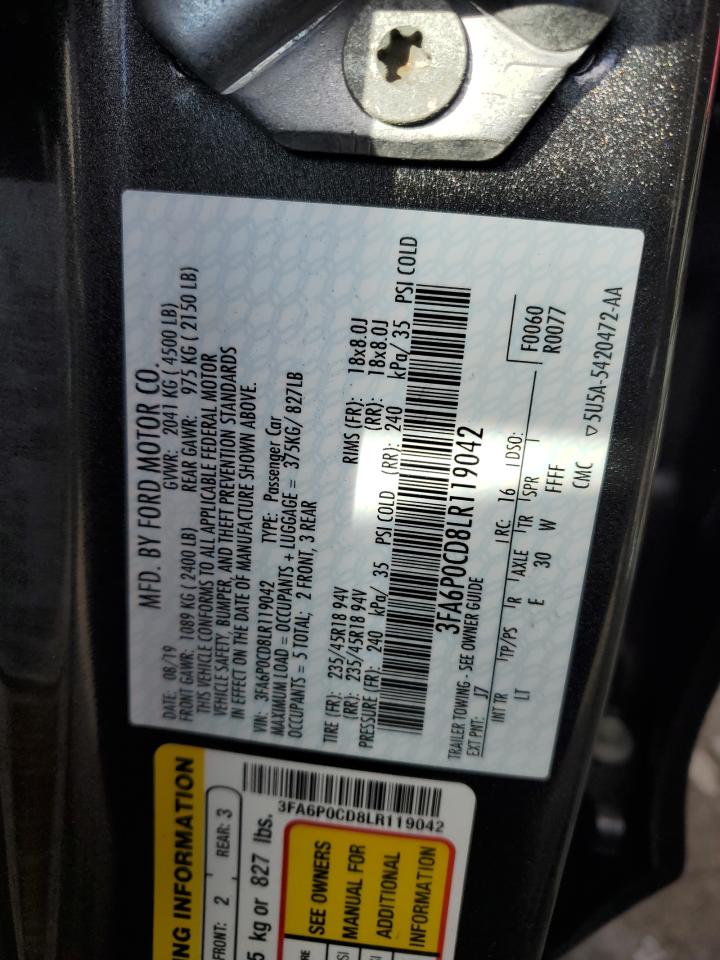 MFD. BY FORD MOTOR CO.
DATE: 08/19 GVWR: 2041 KG ( 4500 LB)
FRONT GAWR: 1089 KG ( 2400 LB) REAR GAWR: 975 KG ( 2150 LB)
THIS VEHICLE CONFORMS TO ALL APPLICABLE FEDERAL MOTOR
VEHICLE SAFETY, BUMPER, AND THEFT PREVENTION STANDARDS
IN EFFECT ON THE DATE OF MANUFACTURE SHOWN ABOVE.
VIN: 3FA6P0CD8LR119042 TYPE: Passenger Car
MAXIMUM LOAD = OCCUPANTS + LUGGAGE = 375KG/ 827LB
OCCUPANTS = 5 TOTAL: 2 FRONT, 3 REAR
TIRE (FR): 235/45R18 94V RIMS (FR): 18x8.0J
(RR): 235/45R18 94V (RR): 18x8.0J
PRESSURE (FR): 240 kPa/ 35 PSI COLD (RR): 240 kPa/ 35 PSI COLD
3FA6P0CD8LR119042
TRAILER TOWING - SEE OWNER GUIDE
EXT PNT: J7 RC: 16 DSO:
INT TR TP/PS R AXLE TR SPR
LT E 30 W FFFF
F0060
R0077
CMC ▽5U5A-5420472-AA
ING INFORMATION
FRONT: 2 REAR: 3
5 kg or 827 lbs.
3FA6P0CD8LR119042
SEE OWNERS
MANUAL FOR
ADDITIONAL
INFORMATION